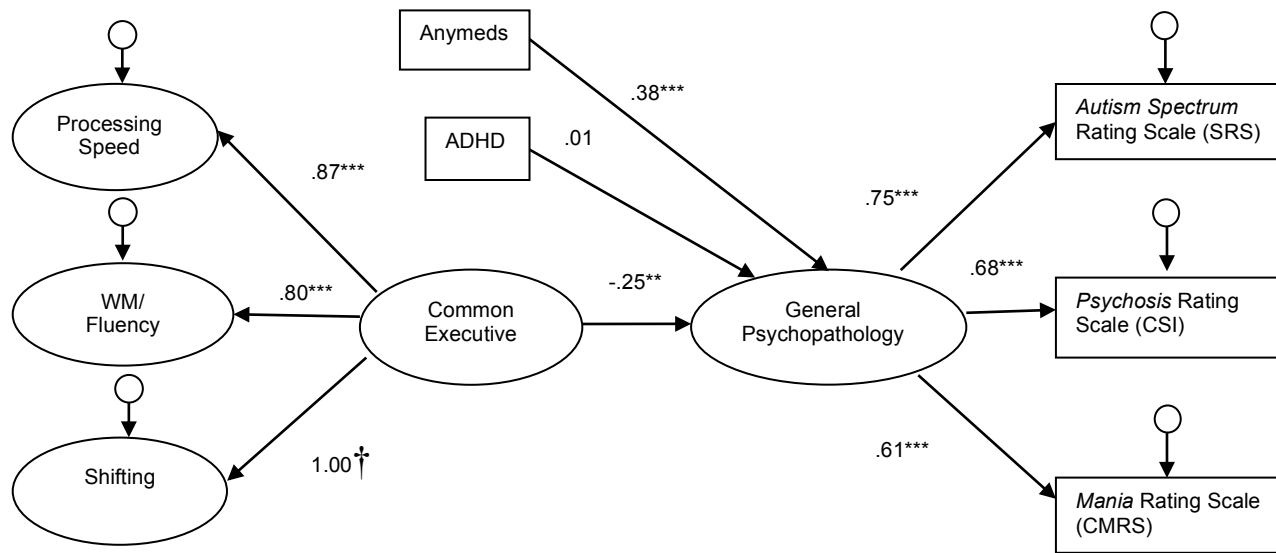 Anymeds
Processing
Speed
.38***
Autism Spectrum
Rating Scale (SRS)
ADHD
.01
.87***
.75***
WM/
Fluency
.80***
Common
Executive
-.25**
General
Psychopathology
.68***
Psychosis Rating
Scale (CSI)
Shifting
1.00†
.61***
Mania Rating Scale
(CMRS)